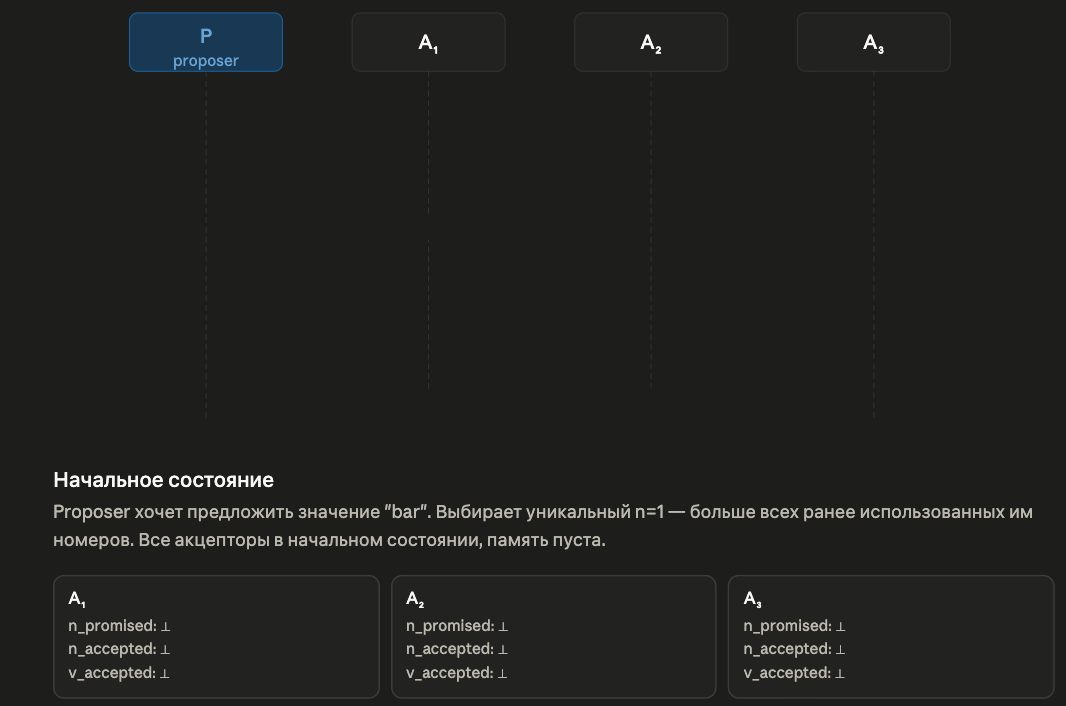 P
proposer
A₁
A₂
A₃
Начальное состояние
Proposer хочет предложить значение "bar". Выбирает уникальный n=1 — больше всех ранее использованных им
номеров. Все акцепторы в начальном состоянии, память пуста.
A₁
n_promised: ⊥
n_accepted: ⊥
v_accepted: ⊥
A₂
n_promised: ⊥
n_accepted: ⊥
v_accepted: ⊥
A₃
n_promised: ⊥
n_accepted: ⊥
v_accepted: ⊥